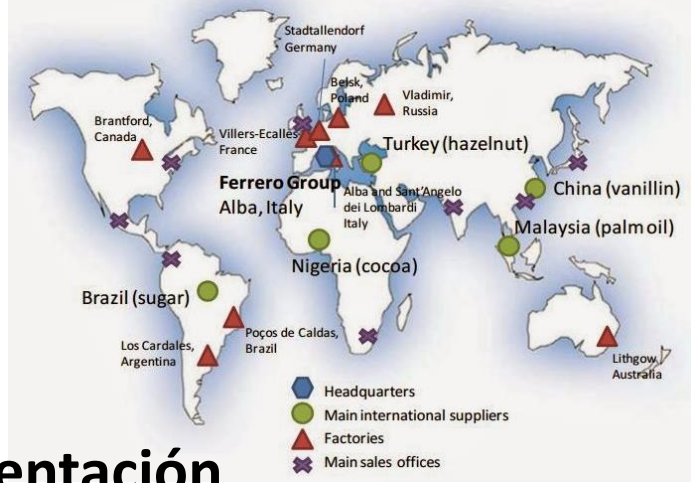 Stadtallendorf
Germany
Belsk,
Poland
Vladimir,
Russia
Brantford,
Canada
Villers-Ecalles
France
Turkey (hazelnut)
Ferrero Group
Alba, Italy
Alba and Sant'Angelo
dei Lombardi
Italy
China (vanillin)
Malaysia (palm oil)
Nigeria (cocoa)
Brazil (sugar)
Poços de Caldas,
Brazil
Los Cardales,
Argentina
Lithgow
Australia
Headquarters
Main international suppliers
Factories
Main sales offices
entación